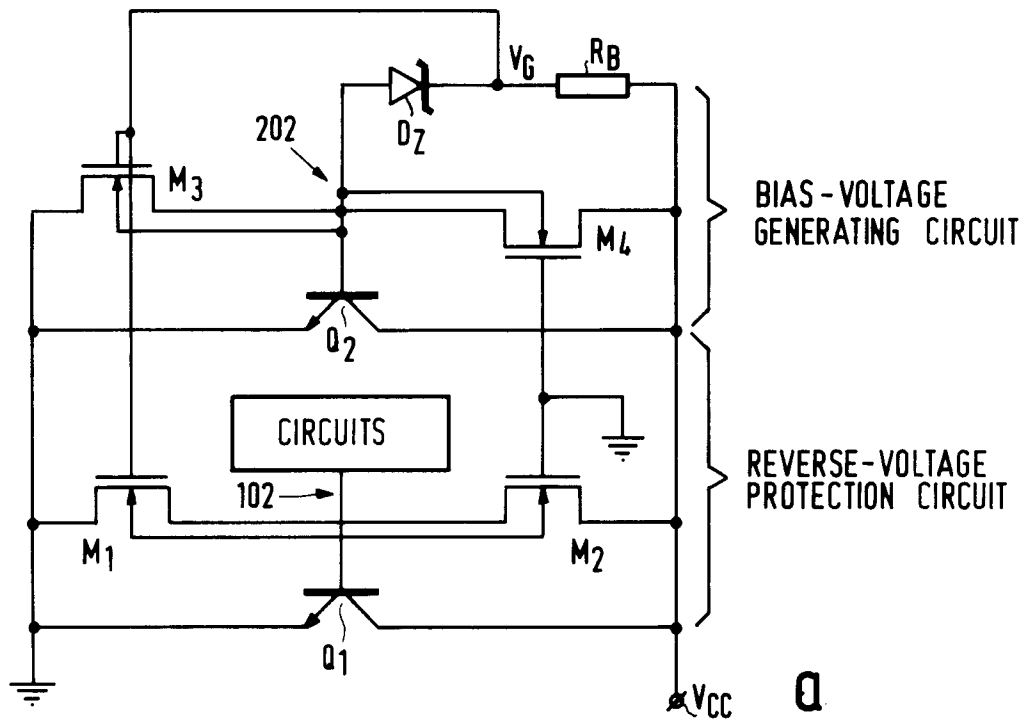 V_G
R_B
D_Z
202
M_3
BIAS-VOLTAGE
GENERATING CIRCUIT
M_4
Q_2
CIRCUITS
REVERSE-VOLTAGE
PROTECTION CIRCUIT
102
M_1
M_2
Q_1
V_CC
a